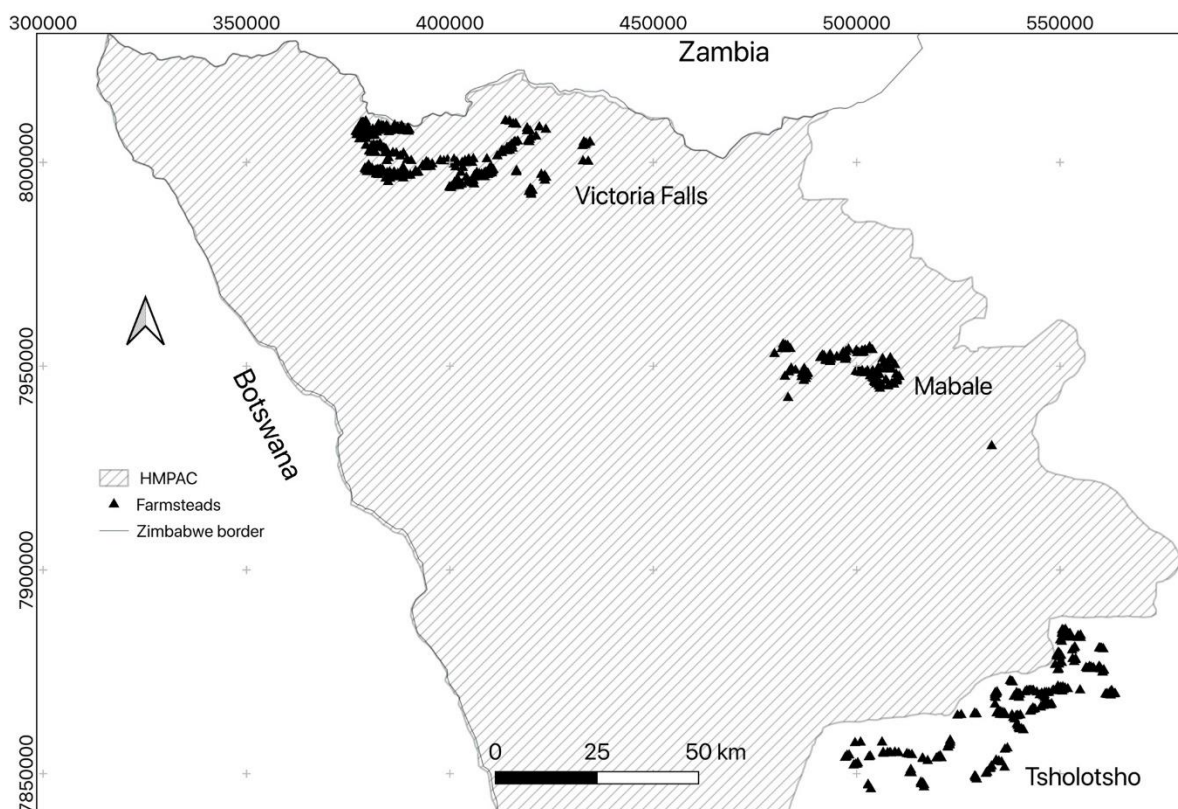 300000 350000 400000 450000 500000 550000
Zambia
8000000
Victoria Falls
7950000
Mabale
Botswana
HMPAC
Farmsteads
Zimbabwe border
7900000
7850000
0 25 50 km
Tsholotsho